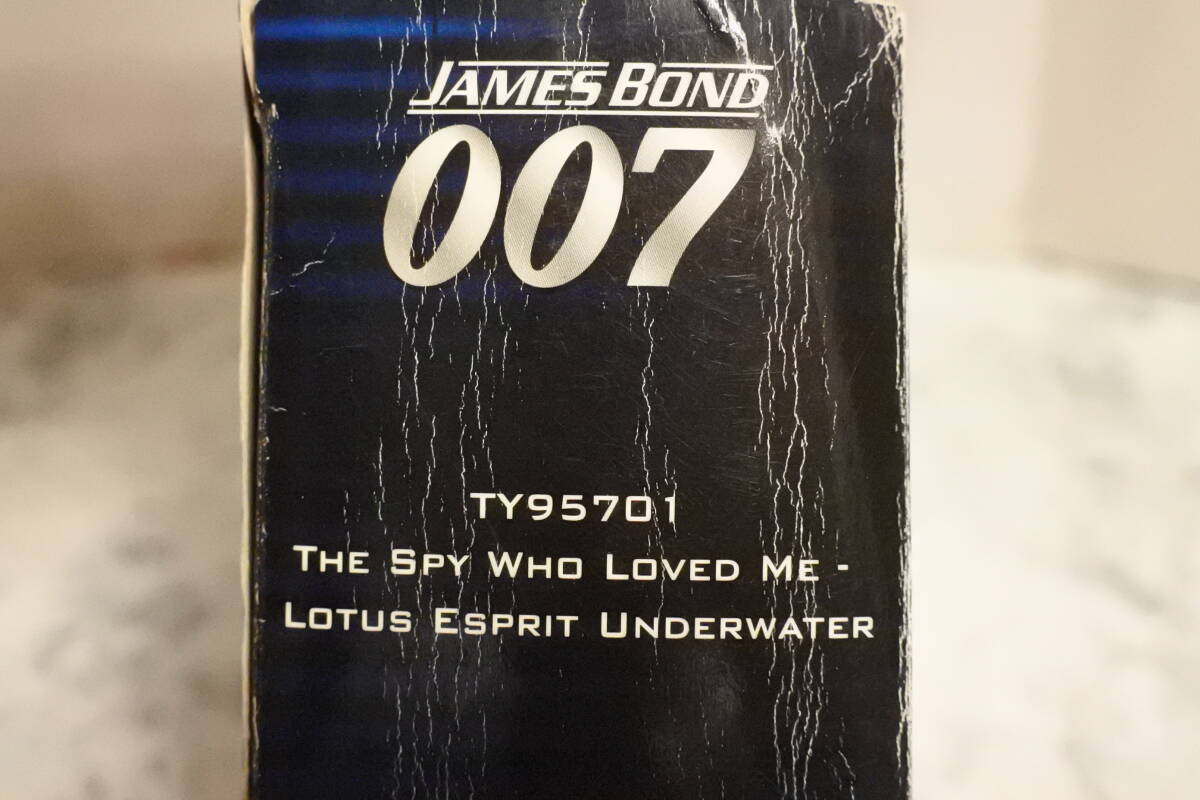 JAMES BOND
007
TY95701
THE SPY WHO LOVED ME -
LOTUS ESPRIT UNDERWATER